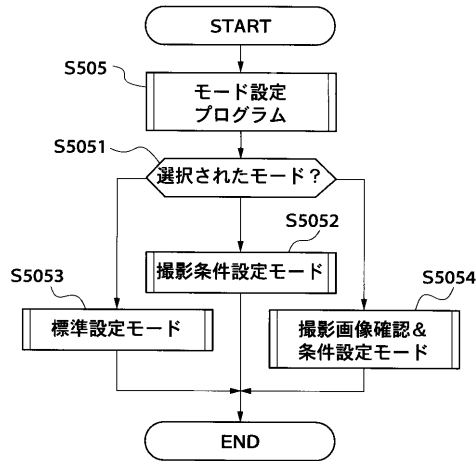 START
S505
モード設定
プログラム
S5051
選択されたモード？
S5052
撮影条件設定モード
S5053
標準設定モード
S5054
撮影画像確認＆
条件設定モード
END